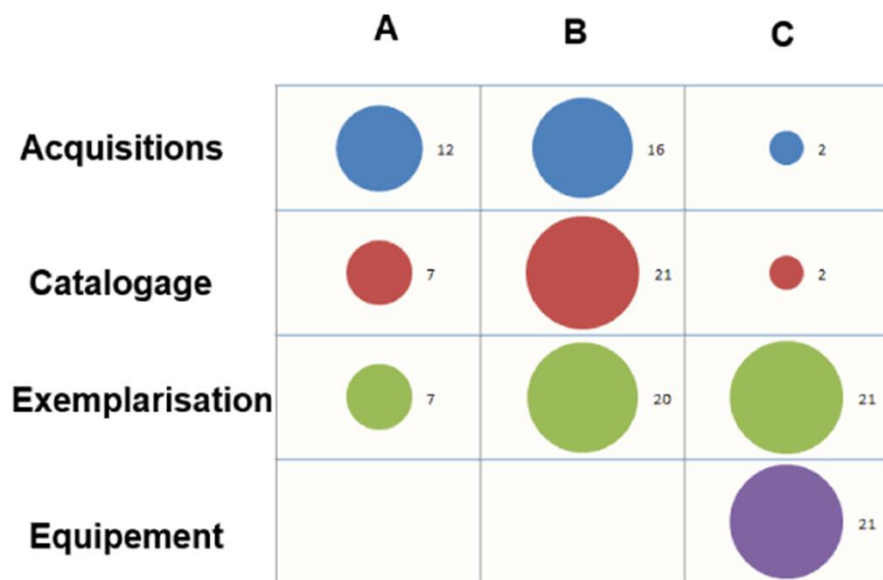 A B C
Acquisitions 12 16 2
Catalogage 7 21 2
Exemplarisation 7 20 21
Equipement 21